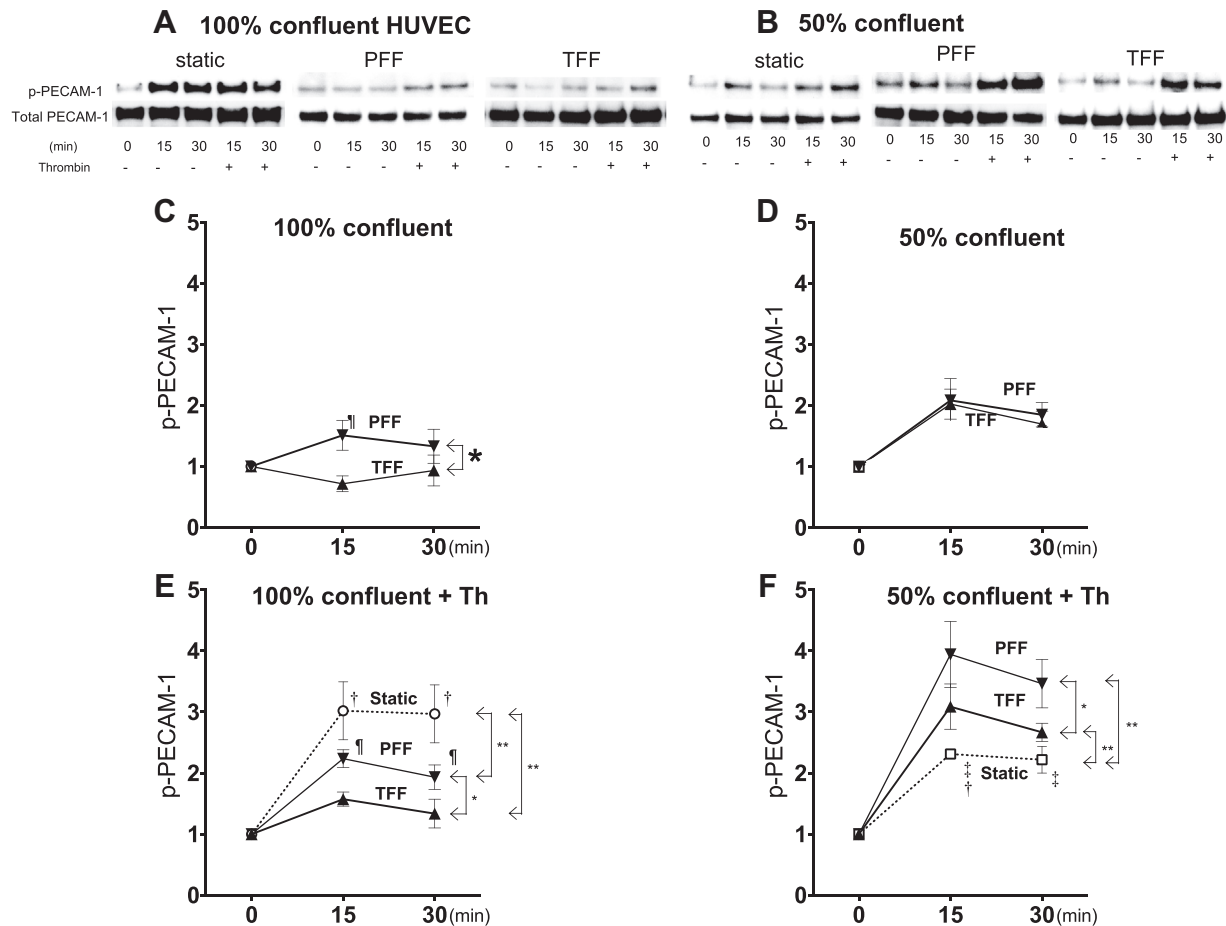 A 100% confluent HUVEC
B 50% confluent
static PFF TFF
static PFF TFF
p-PECAM-1
Total PECAM-1
(min) 0 15 30 15 30 0 15 30 15 30 0 15 30 15 30
Thrombin - - - + + - - - + + - - - + +
0 15 30 15 30 0 15 30 15 30 0 15 30 15 30
- - - + + - - - + + - - - + +
C
100% confluent
p-PECAM-1
5
4
3
2
1
0
¶ PFF
TFF
*
0 15 30 (min)
D
50% confluent
p-PECAM-1
5
4
3
2
1
0
PFF
TFF
0 15 30 (min)
E
100% confluent + Th
p-PECAM-1
5
4
3
2
1
0
† Static †
¶ PFF ¶
TFF
**
**
*
0 15 30 (min)
F
50% confluent + Th
p-PECAM-1
5
4
3
2
1
0
PFF
TFF
‡† Static ‡
*
**
**
0 15 30 (min)